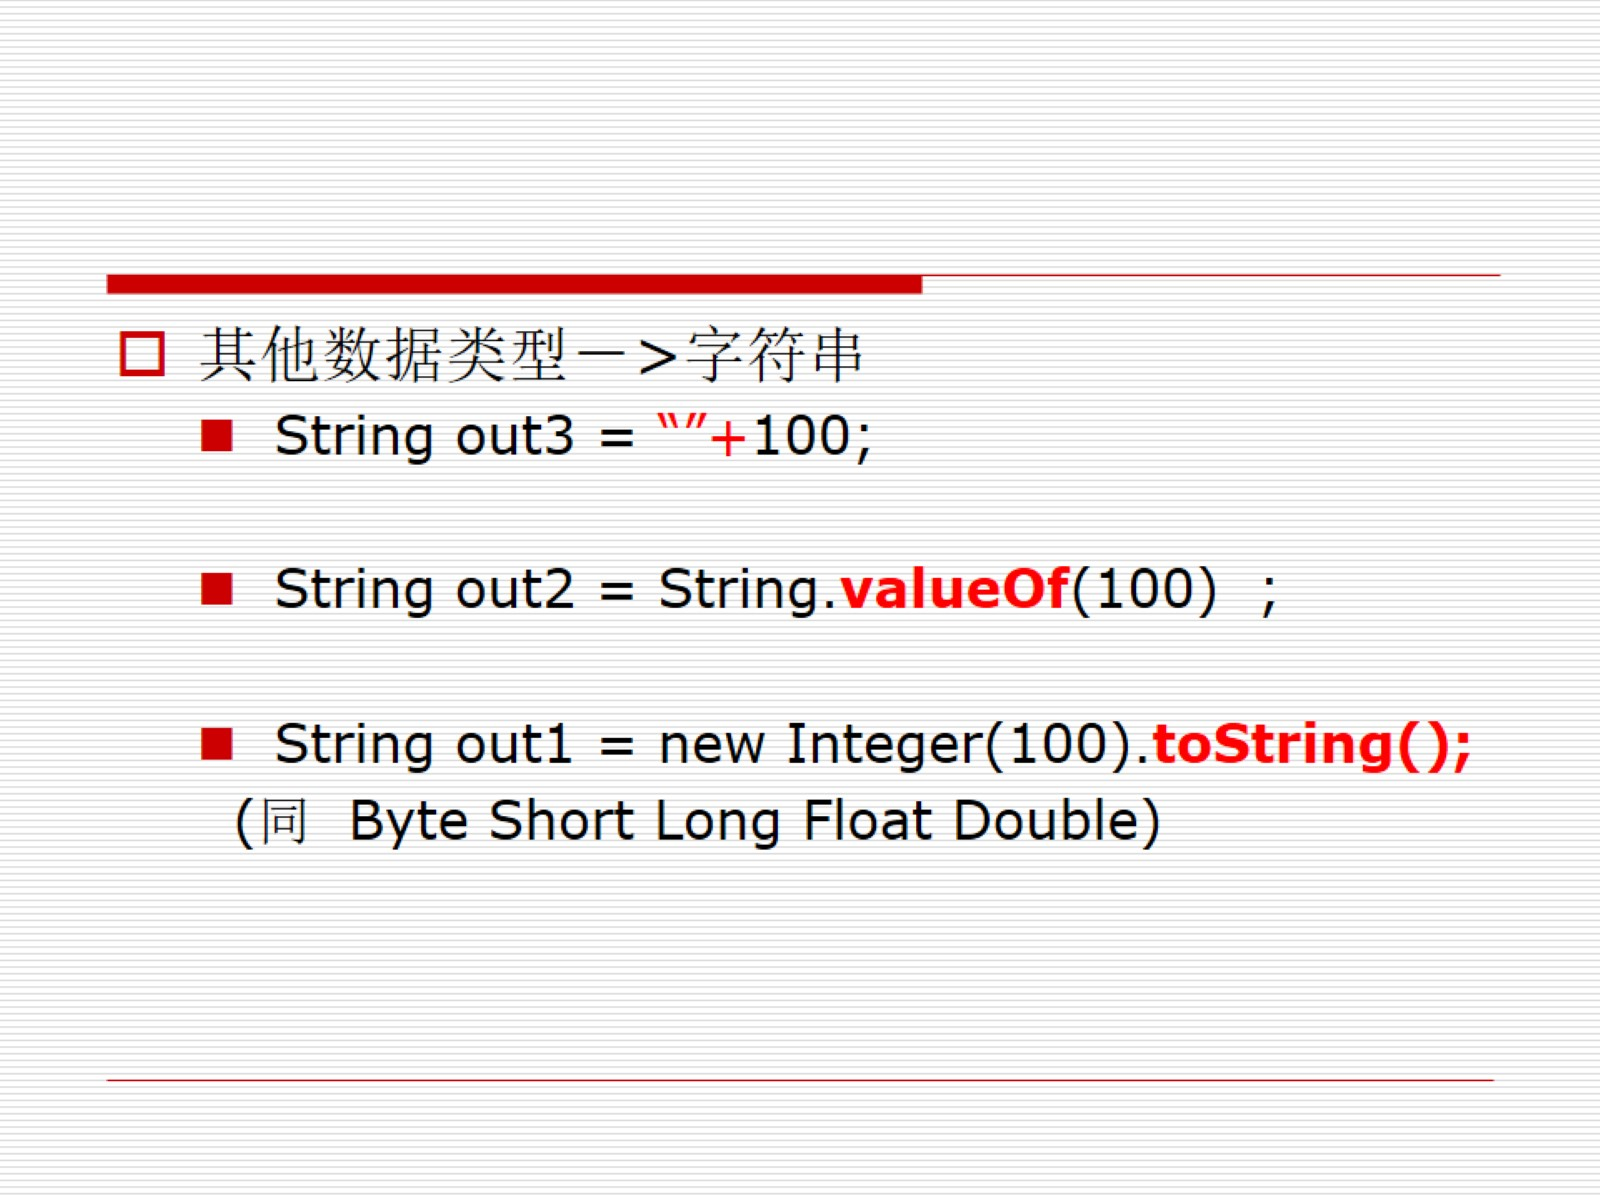 其他数据类型－>字符串
String out3 = “”+100;
String out2 = String.valueOf(100)  ;
String out1 = new Integer(100).toString();
(同  Byte Short Long Float Double)